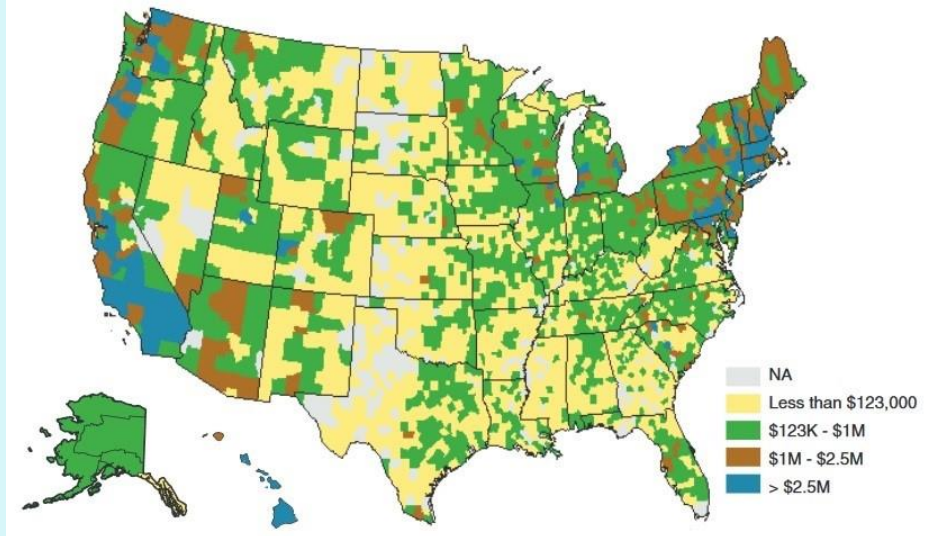 NA
Less than $123,000
$123K - $1M
$1M - $2.5M
> $2.5M